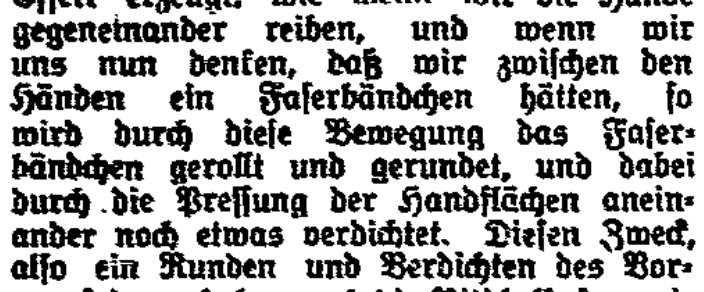 gegeneinander reiben, und wenn wir
uns nun denken, daß wir zwischen den
Händen ein Faserbändchen hätten, so
wird durch diese Bewegung das Faser-
bändchen gerollt und gerundet, und dabei
durch die Pressung der Handflächen anein-
ander noch etwas verdichtet. Diesen Zweck,
also ein Runden und Verdichten des Vor-